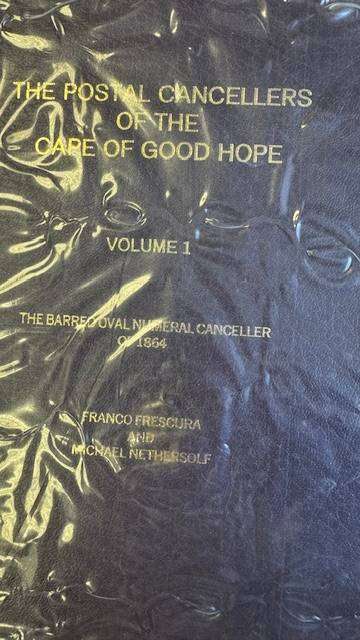 THE POSTAL CANCELLERS
OF THE
CAPE OF GOOD HOPE
VOLUME 1
THE BARRED OVAL NUMERAL CANCELLER
OF 1864
FRANCO FRESCURA
AND
MICHAEL NETHERSOLE